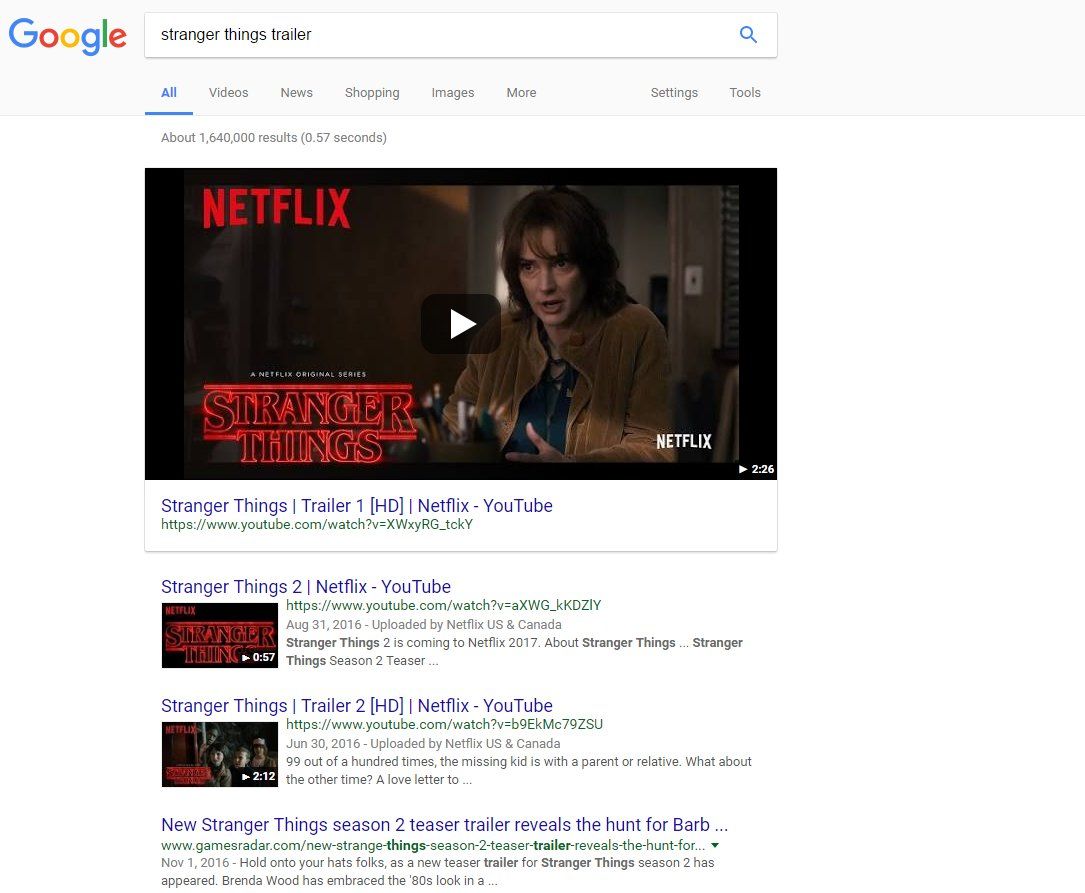 Google
stranger things trailer
All Videos News Shopping Images More Settings Tools
About 1,640,000 results (0.57 seconds)
NETFLIX
A NETFLIX ORIGINAL SERIES
STRANGER
THINGS
NETFLIX
2:26
Stranger Things | Trailer 1 [HD] | Netflix - YouTube
https://www.youtube.com/watch?v=XWxyRG_tckY
Stranger Things 2 | Netflix - YouTube
NETFLIX
STRANGER
THINGS
0:57
https://www.youtube.com/watch?v=aXWG_kKDZlY
Aug 31, 2016 - Uploaded by Netflix US & Canada
Stranger Things 2 is coming to Netflix 2017. About Stranger Things ... Stranger
Things Season 2 Teaser ...
Stranger Things | Trailer 2 [HD] | Netflix - YouTube
NETFLIX
STRANGER
THINGS
2:12
https://www.youtube.com/watch?v=b9EkMc79ZSU
Jun 30, 2016 - Uploaded by Netflix US & Canada
99 out of a hundred times, the missing kid is with a parent or relative. What about
the other time? A love letter to ...
New Stranger Things season 2 teaser trailer reveals the hunt for Barb ...
www.gamesradar.com/new-strange-things-season-2-teaser-trailer-reveals-the-hunt-for...
Nov 1, 2016 - Hold onto your hats folks, as a new teaser trailer for Stranger Things season 2 has
appeared. Brenda Wood has embraced the '80s look in a ...